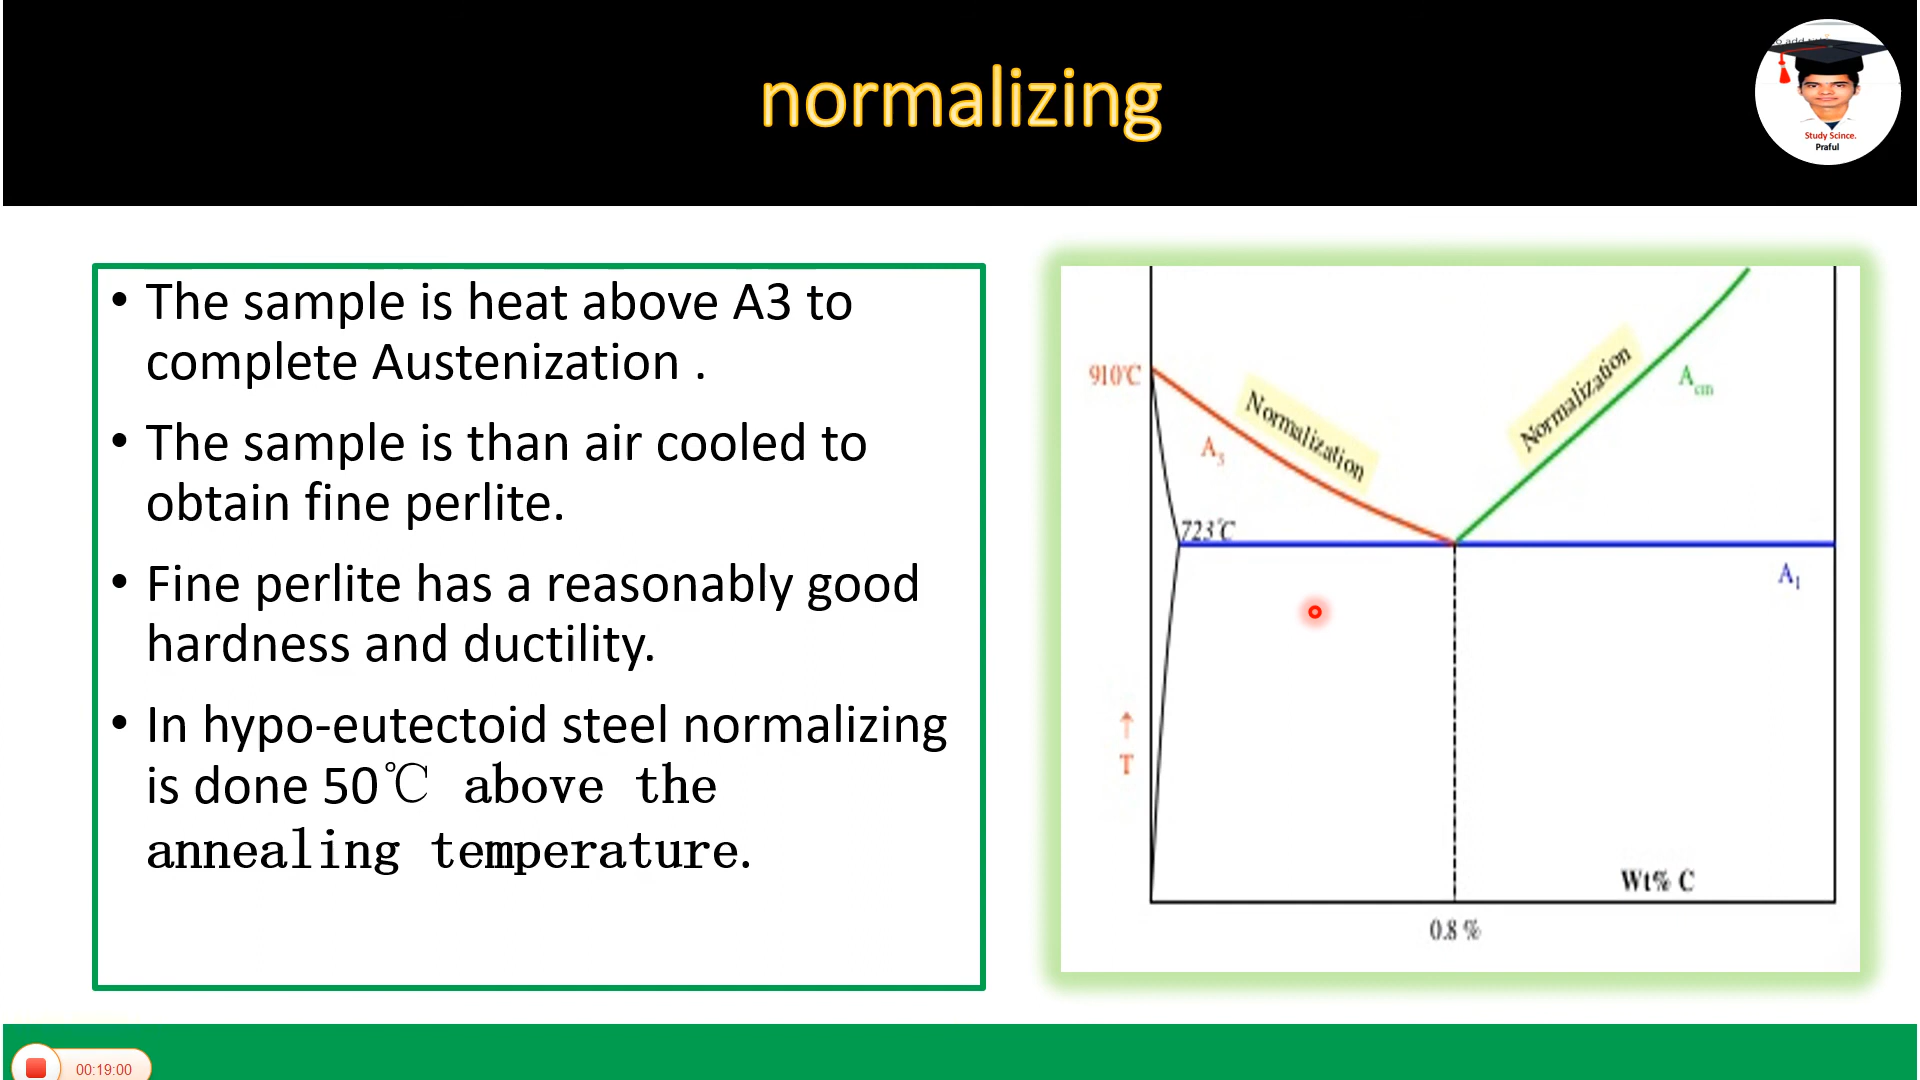 normalizing
Study Scince.
Praful
• The sample is heat above A3 to
complete Austenization .
• The sample is than air cooled to
obtain fine perlite.
• Fine perlite has a reasonably good
hardness and ductility.
• In hypo-eutectoid steel normalizing
is done 50℃ above the
annealing temperature.
910°C
Normalization
A3
Normalization
Acm
723°C
A1
↑
T
Wt% C
0.8 %
00:19:00